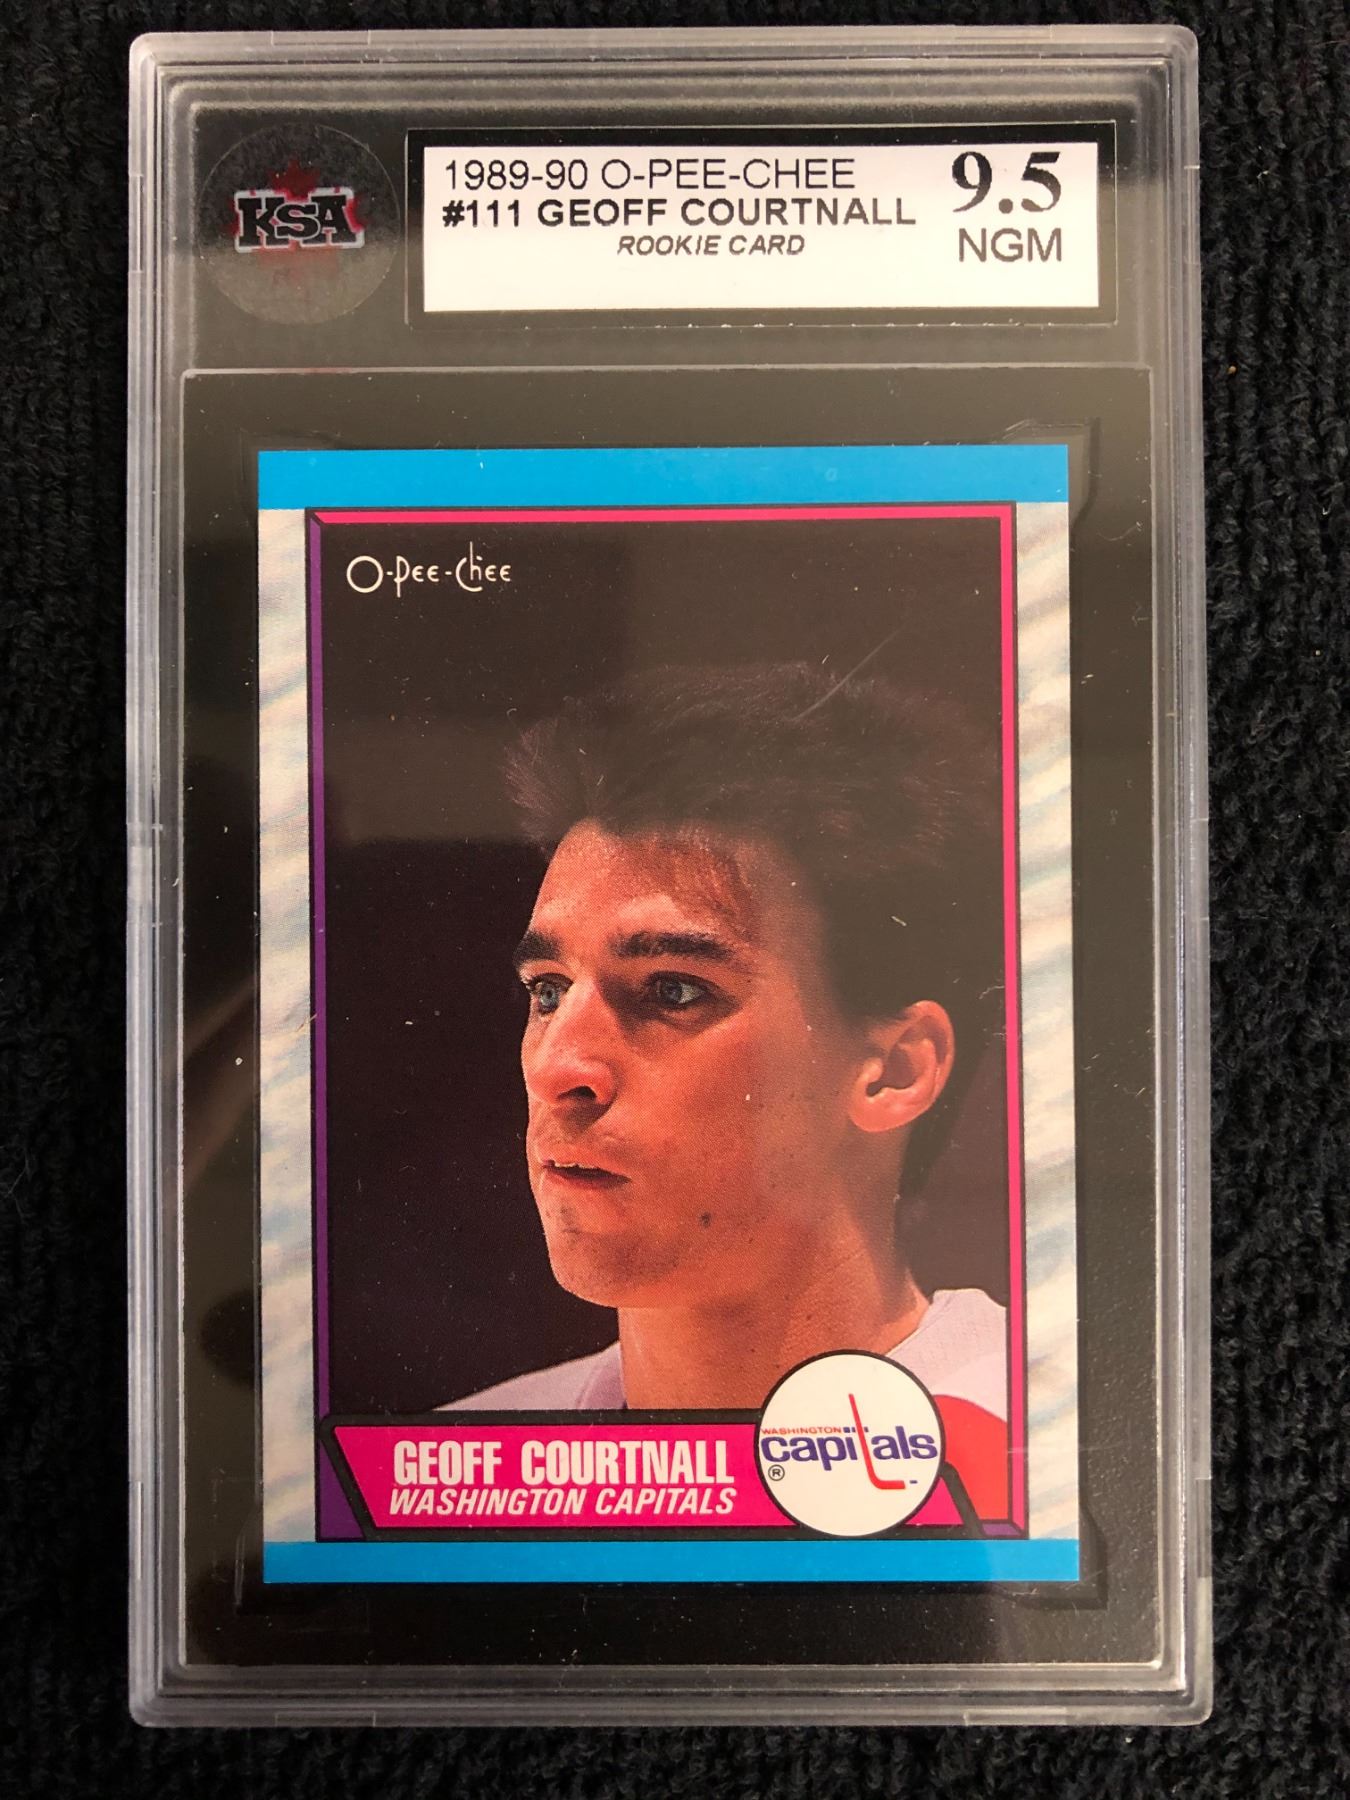 KSA
1989-90 O-PEE-CHEE
#111 GEOFF COURTNALL
ROOKIE CARD
9.5
NGM
O-PEE-CHEE
GEOFF COURTNALL
WASHINGTON CAPITALS
WASHINGTON
capitals
®